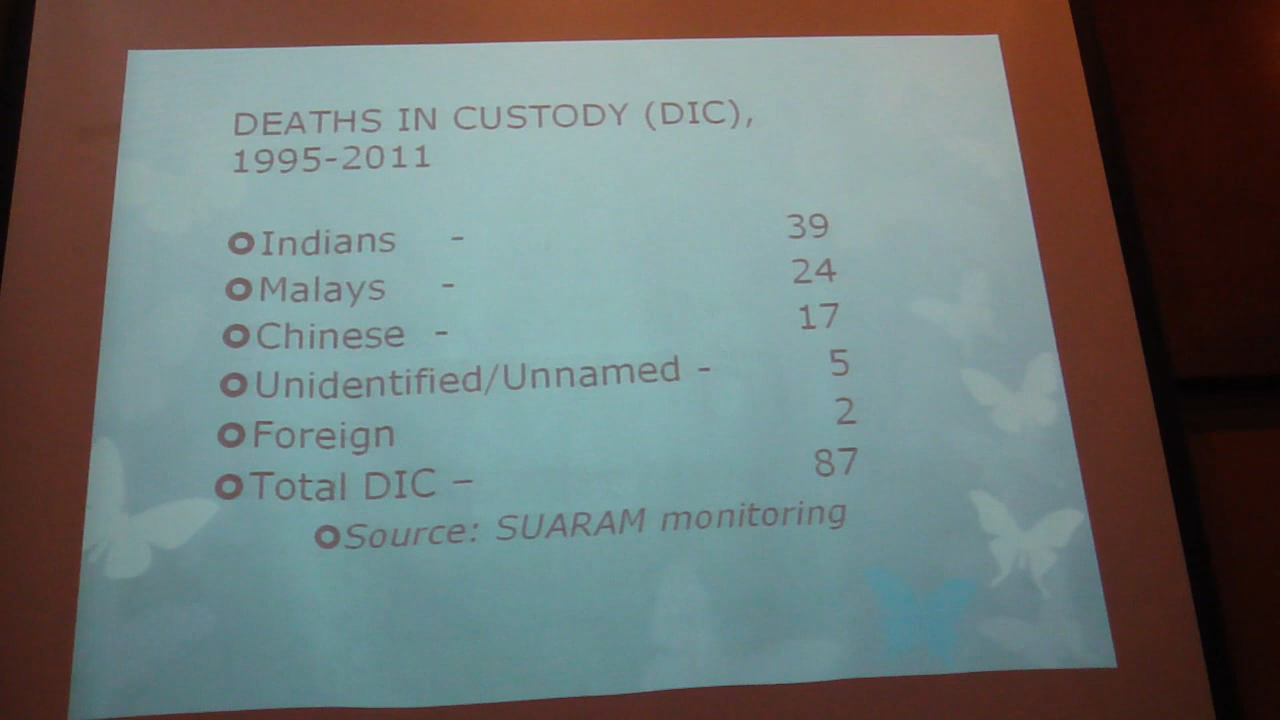 DEATHS IN CUSTODY (DIC),
1995-2011
Indians - 39
Malays - 24
Chinese - 17
Unidentified/Unnamed - 5
Foreign 2
Total DIC – 87
Source: SUARAM monitoring